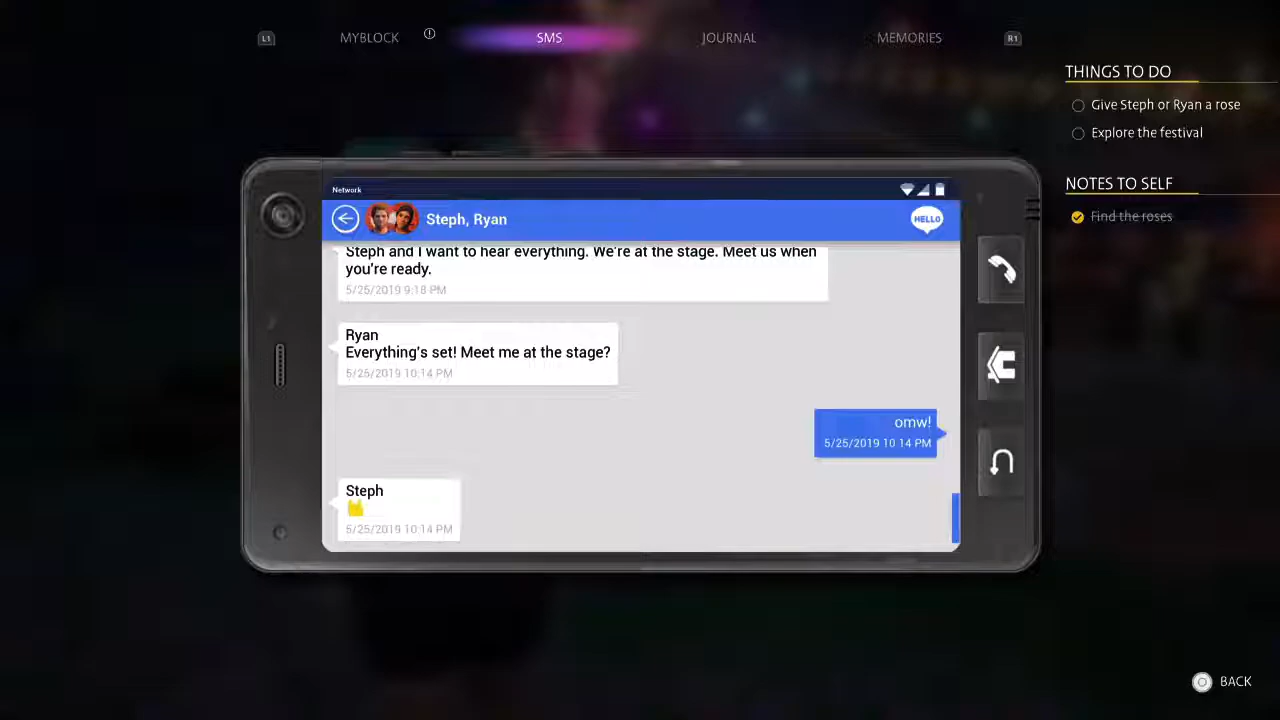 L1
MYBLOCK
SMS
JOURNAL
MEMORIES
R1
THINGS TO DO
Give Steph or Ryan a rose
Explore the festival
NOTES TO SELF
Find the roses
Network
Steph, Ryan
HELLO
Steph and I want to hear everything. We're at the stage. Meet us when
you're ready.
5/25/2019 9:18 PM
Ryan
Everything's set! Meet me at the stage?
5/25/2019 10:14 PM
omw!
5/25/2019 10:14 PM
Steph
5/25/2019 10:14 PM
BACK